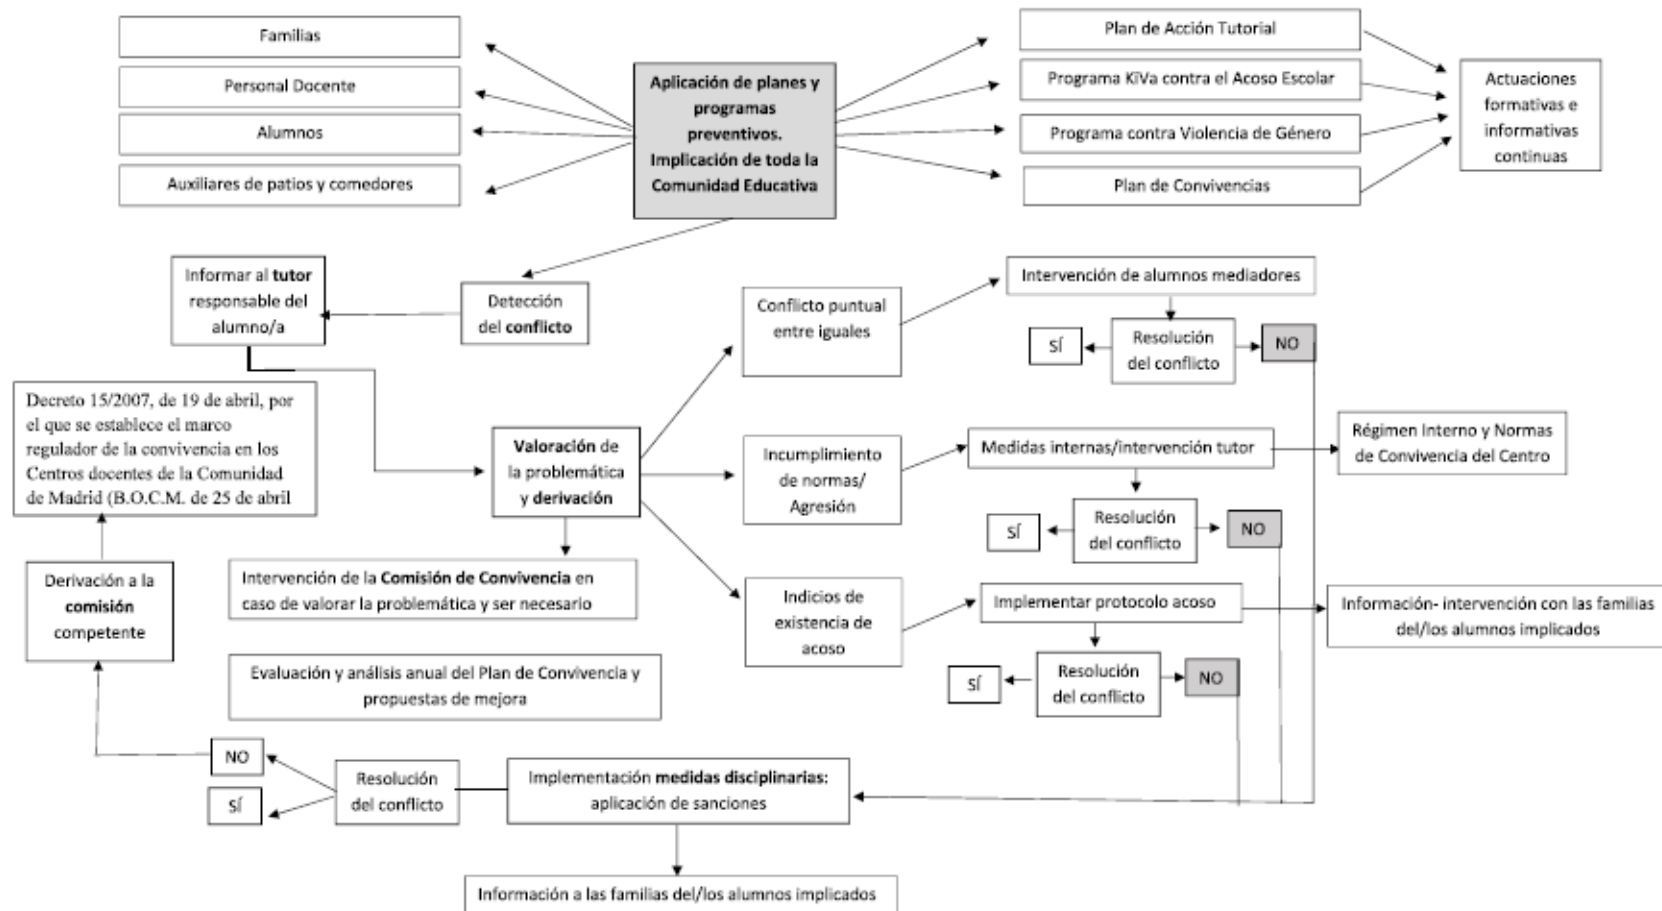 Familias
Personal Docente
Alumnos
Auxiliares de patios y comedores
Aplicación de planes y
programas
preventivos.
Implicación de toda la
Comunidad Educativa
Plan de Acción Tutorial
Programa KiVa contra el Acoso Escolar
Programa contra Violencia de Género
Plan de Convivencias
Actuaciones
formativas e
informativas
continuas
Informar al tutor
responsable del
alumno/a
Detección
del conflicto
Decreto 15/2007, de 19 de abril, por
el que se establece el marco
regulador de la convivencia en los
Centros docentes de la Comunidad
de Madrid (B.O.C.M. de 25 de abril
Valoración de
la problemática
y derivación
Conflicto puntual
entre iguales
Intervención de alumnos mediadores
SÍ
Resolución
del conflicto
NO
Incumplimiento
de normas/
Agresión
Medidas internas/intervención tutor
Régimen Interno y Normas
de Convivencia del Centro
SÍ
Resolución
del conflicto
NO
Derivación a la
comisión
competente
Intervención de la Comisión de Convivencia en
caso de valorar la problemática y ser necesario
Indicios de
existencia de
acoso
Implementar protocolo acoso
Información- intervención con las familias
del/los alumnos implicados
SÍ
Resolución
del conflicto
NO
Evaluación y análisis anual del Plan de Convivencia y
propuestas de mejora
NO
SÍ
Resolución
del conflicto
Implementación medidas disciplinarias:
aplicación de sanciones
Información a las familias del/los alumnos implicados